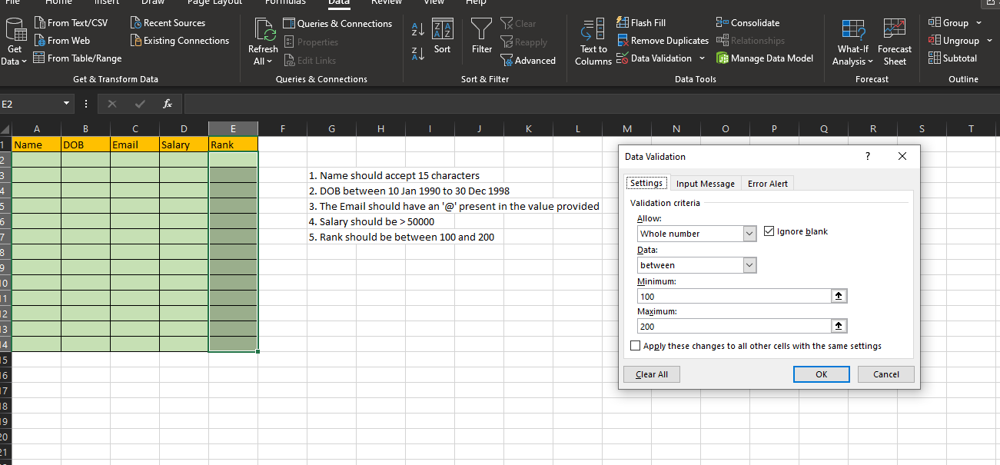 File Home Insert Draw Page Layout Formulas Data Review View Help
From Text/CSV Recent Sources Queries & Connections Clear Flash Fill Consolidate Group
From Web Existing Connections Properties Reapply Remove Duplicates Relationships Ungroup
From Table/Range Edit Links Advanced Data Validation Manage Data Model Subtotal
Get Data
Refresh All
Sort
Filter
Text to Columns
What-If Analysis
Forecast Sheet
Get & Transform Data Queries & Connections Sort & Filter Data Tools Forecast Outline
E2 fx
A B C D E F G H I J K L M N O P Q R S T
1 Name DOB Email Salary Rank
2
3 1. Name should accept 15 characters
4 2. DOB between 10 Jan 1990 to 30 Dec 1998
5 3. The Email should have an '@' present in the value provided
6 4. Salary should be > 50000
7 5. Rank should be between 100 and 200
8
9
10
11
12
13
14
15
16
17
18
19
20
21
Data Validation ?
Settings Input Message Error Alert
Validation criteria
Allow:
Whole number Ignore blank
Data:
between
Minimum:
100
Maximum:
200
Apply these changes to all other cells with the same settings
Clear All OK Cancel